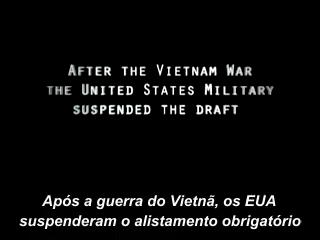 After the Vietnam War
the United States Military
suspended the draft
Após a guerra do Vietnã, os EUA
suspenderam o alistamento obrigatório